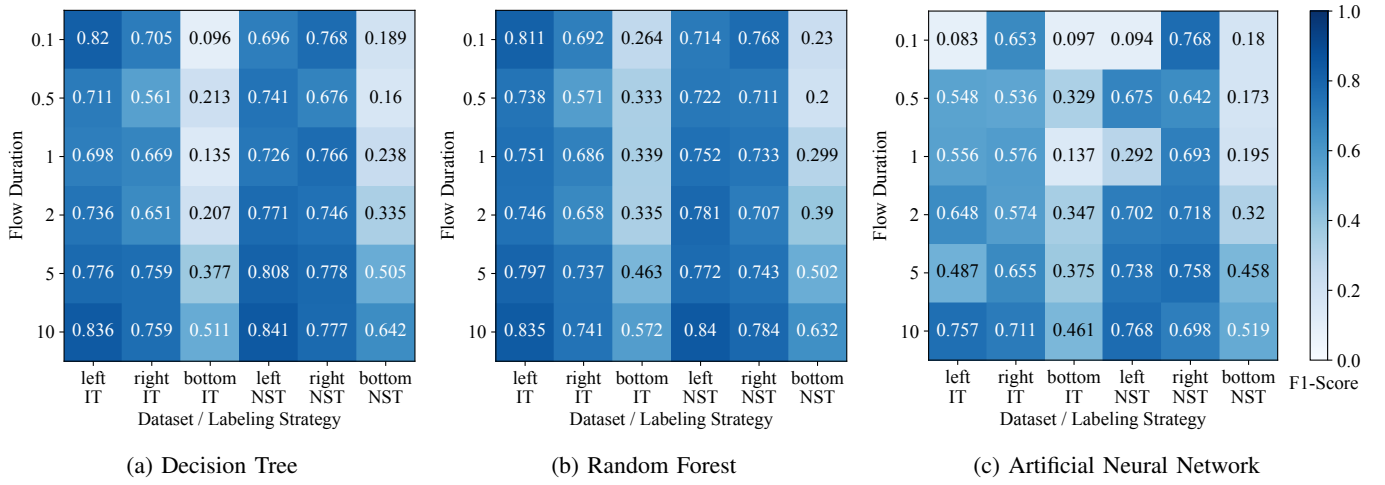 0.1 0.82 0.705 0.096 0.696 0.768 0.189
0.5 0.711 0.561 0.213 0.741 0.676 0.16
1 0.698 0.669 0.135 0.726 0.766 0.238
2 0.736 0.651 0.207 0.771 0.746 0.335
5 0.776 0.759 0.377 0.808 0.778 0.505
10 0.836 0.759 0.511 0.841 0.777 0.642
Flow Duration
left right bottom left right bottom
IT IT IT NST NST NST
Dataset / Labeling Strategy
(a) Decision Tree
0.1 0.811 0.692 0.264 0.714 0.768 0.23
0.5 0.738 0.571 0.333 0.722 0.711 0.2
1 0.751 0.686 0.339 0.752 0.733 0.299
2 0.746 0.658 0.335 0.781 0.707 0.39
5 0.797 0.737 0.463 0.772 0.743 0.502
10 0.835 0.741 0.572 0.84 0.784 0.632
Flow Duration
left right bottom left right bottom
IT IT IT NST NST NST
Dataset / Labeling Strategy
(b) Random Forest
0.1 0.083 0.653 0.097 0.094 0.768 0.18
0.5 0.548 0.536 0.329 0.675 0.642 0.173
1 0.556 0.576 0.137 0.292 0.693 0.195
2 0.648 0.574 0.347 0.702 0.718 0.32
5 0.487 0.655 0.375 0.738 0.758 0.458
10 0.757 0.711 0.461 0.768 0.698 0.519
Flow Duration
left right bottom left right bottom
IT IT IT NST NST NST
Dataset / Labeling Strategy
(c) Artificial Neural Network
1.0
0.8
0.6
0.4
0.2
0.0
F1-Score